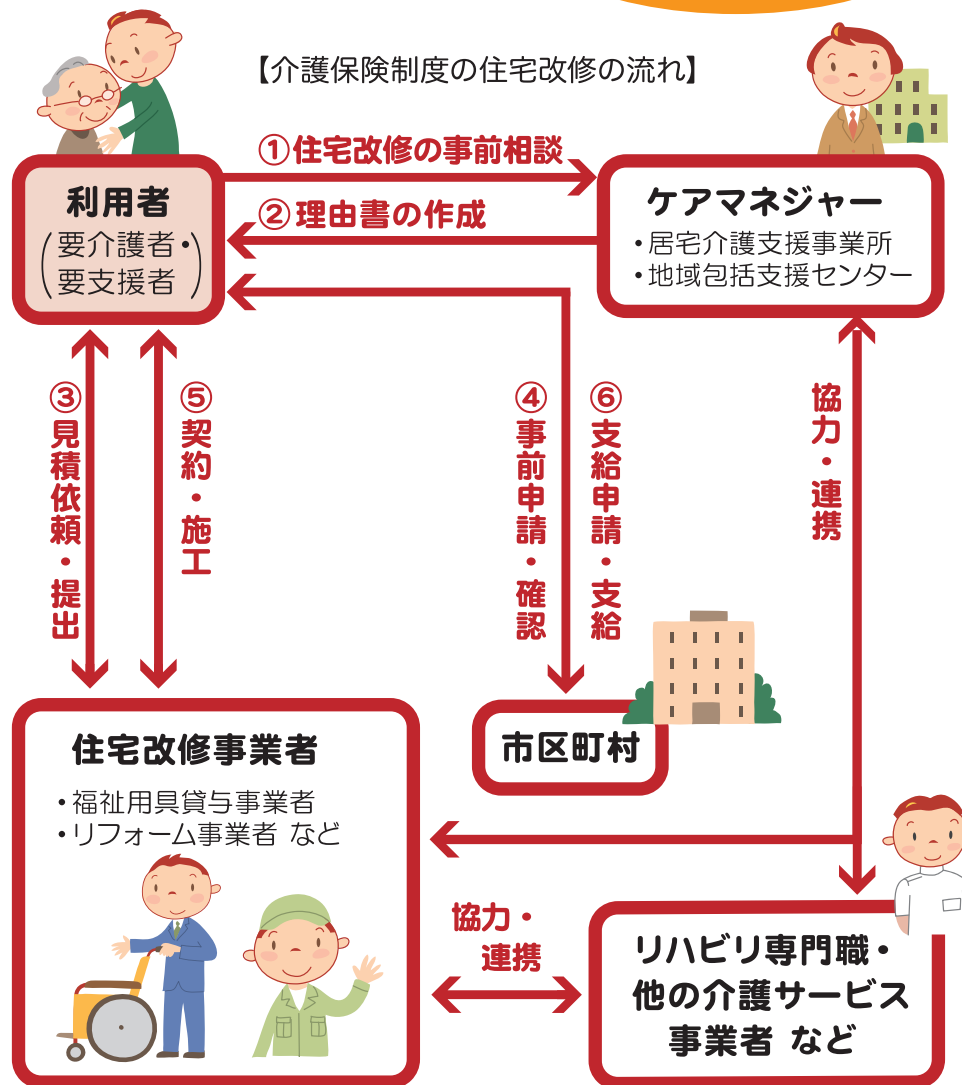 【介護保険制度の住宅改修の流れ】
①住宅改修の事前相談
②理由書の作成
利用者
(要介護者・
要支援者)
ケアマネジャー
・居宅介護支援事業所
・地域包括支援センター
③見積依頼・提出
⑤契約・施工
④事前申請・確認
⑥支給申請・支給
協力・連携
住宅改修事業者
・福祉用具貸与事業者
・リフォーム事業者 など
市区町村
協力・
連携
リハビリ専門職・
他の介護サービス
事業者 など